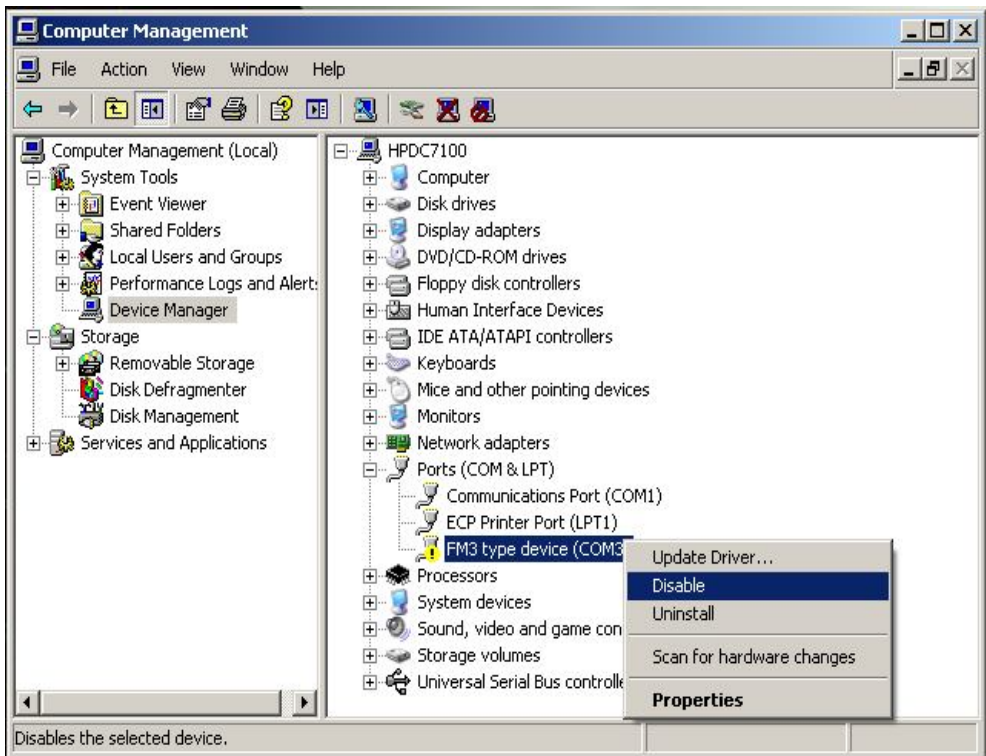 Computer Management
File Action View Window Help
Computer Management (Local)
System Tools
Event Viewer
Shared Folders
Local Users and Groups
Performance Logs and Alert
Device Manager
Storage
Removable Storage
Disk Defragmenter
Disk Management
Services and Applications
HPDC7100
Computer
Disk drives
Display adapters
DVD/CD-ROM drives
Floppy disk controllers
Human Interface Devices
IDE ATA/ATAPI controllers
Keyboards
Mice and other pointing devices
Monitors
Network adapters
Ports (COM & LPT)
Communications Port (COM1)
ECP Printer Port (LPT1)
FM3 type device (COM3
Processors
System devices
Sound, video and game con
Storage volumes
Universal Serial Bus controlle
Update Driver...
Disable
Uninstall
Scan for hardware changes
Properties
Disables the selected device.